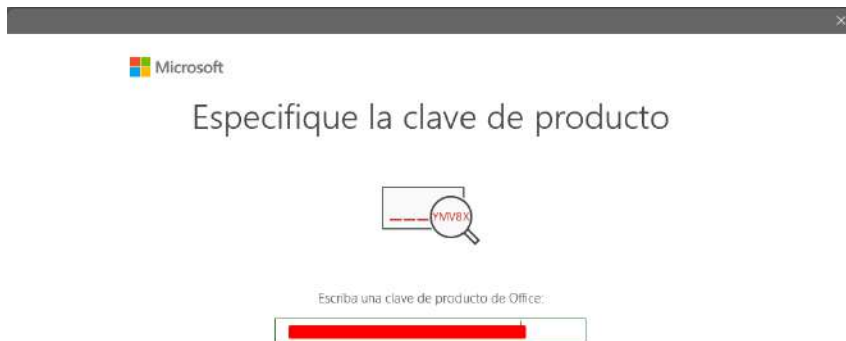 Microsoft
Especifique la clave de producto
YMV8X
Escriba una clave de producto de Office: